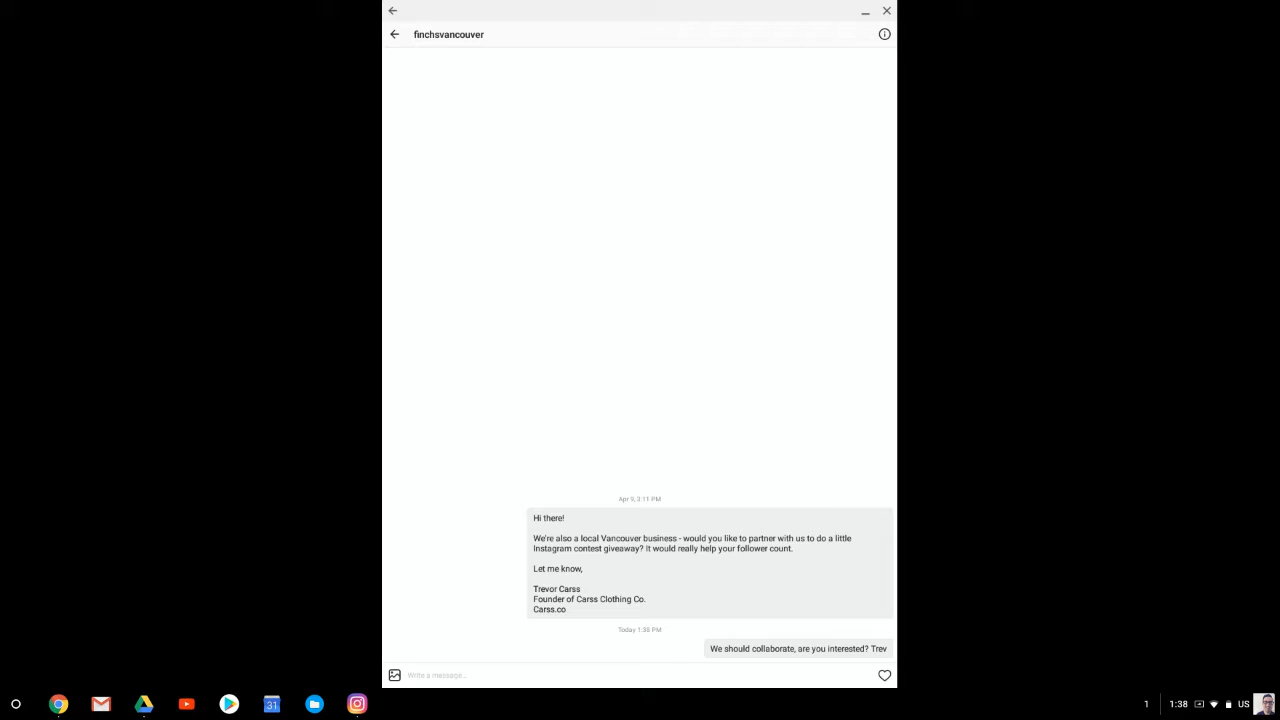 finchsvancouver
Apr 9, 3:11 PM
Hi there!
We're also a local Vancouver business - would you like to partner with us to do a little
Instagram contest giveaway? It would really help your follower count.
Let me know,
Trevor Carss
Founder of Carss Clothing Co.
Carss.co
Today 1:38 PM
We should collaborate, are you interested? Trev
Write a message...
31
1
1:38
US